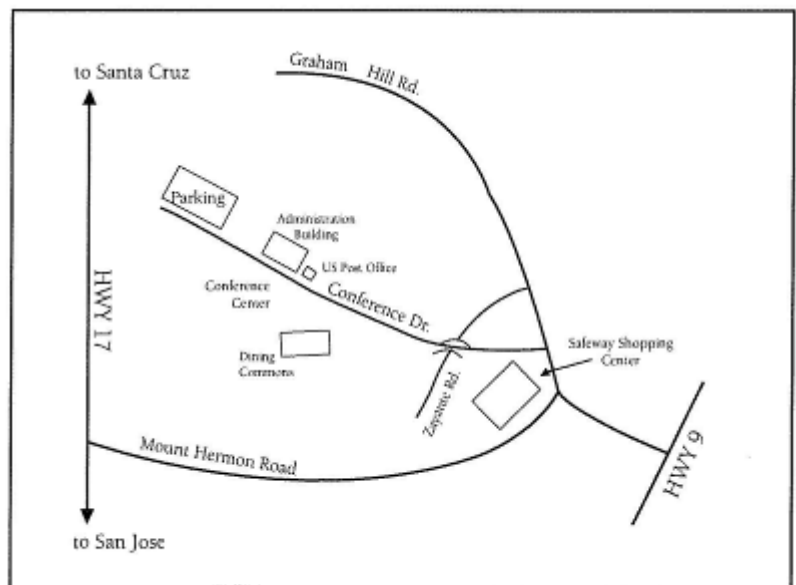 Graham Hill Rd.
to Santa Cruz
Parking
Administration
Building
US Post Office
HWY 17
Conference
Center
Conference Dr.
Safeway Shopping
Center
Dining
Commons
Zayante Rd.
Mount Hermon Road
HWY 9
to San Jose